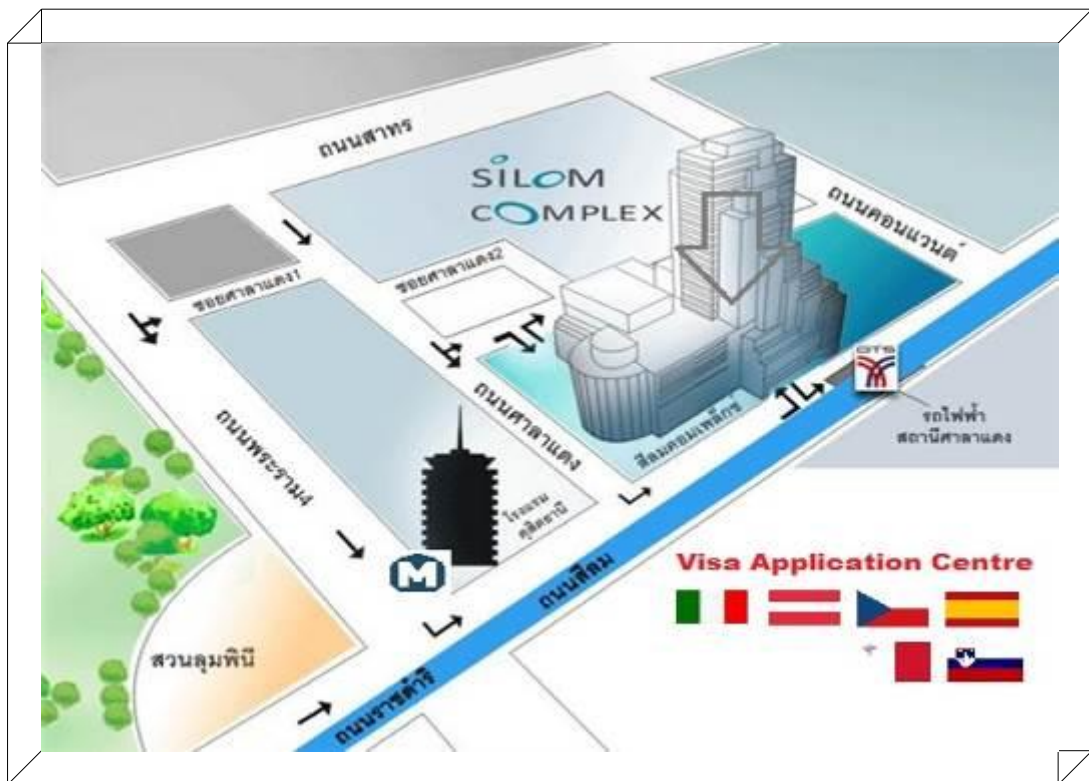 ถนนสาทร
SILOM
COMPLEX
ถนนคอนแวนต์
ซอยศาลาแดง1
ซอยศาลาแดง2
BTS
รถไฟฟ้า
สถานีศาลาแดง
สีลมคอมเพล็กซ์
ถนนศาลาแดง
ถนนพระราม4
โรงแรม
ดุสิตธานี
M
ถนนสีลม
Visa Application Centre
สวนลุมพินี
ถนนราชดำริ